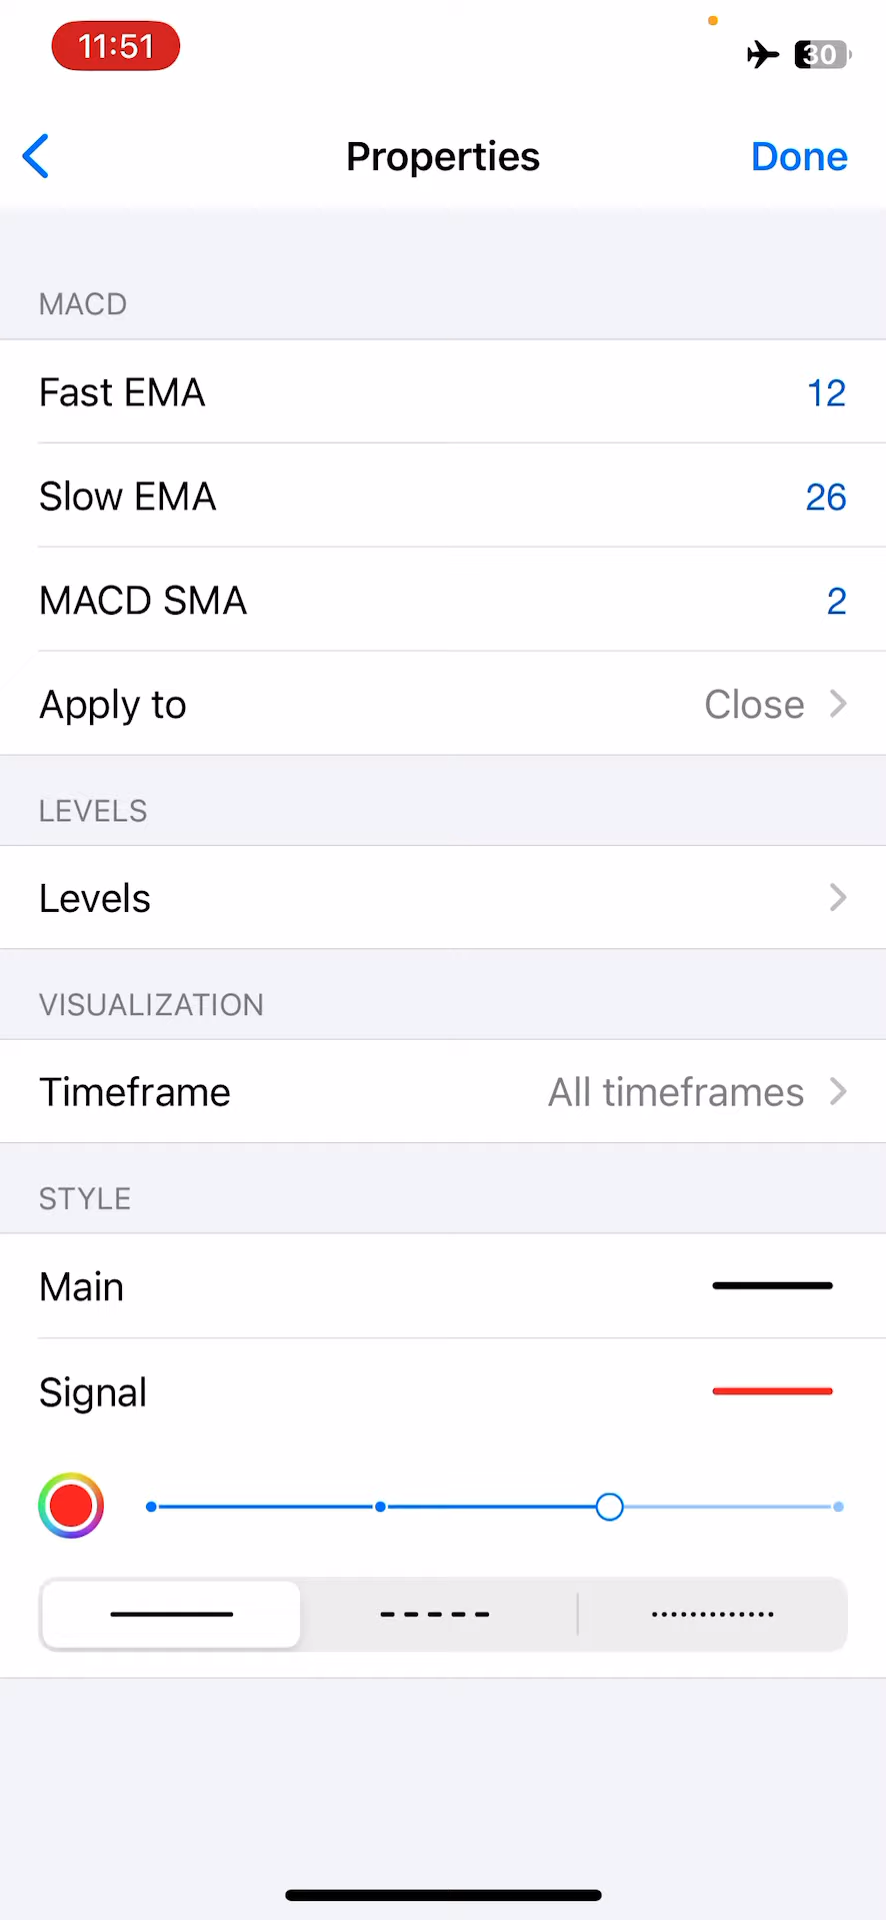 11:51
30
Properties
Done
MACD
Fast EMA
12
Slow EMA
26
MACD SMA
2
Apply to
Close
LEVELS
Levels
VISUALIZATION
Timeframe
All timeframes
STYLE
Main
Signal